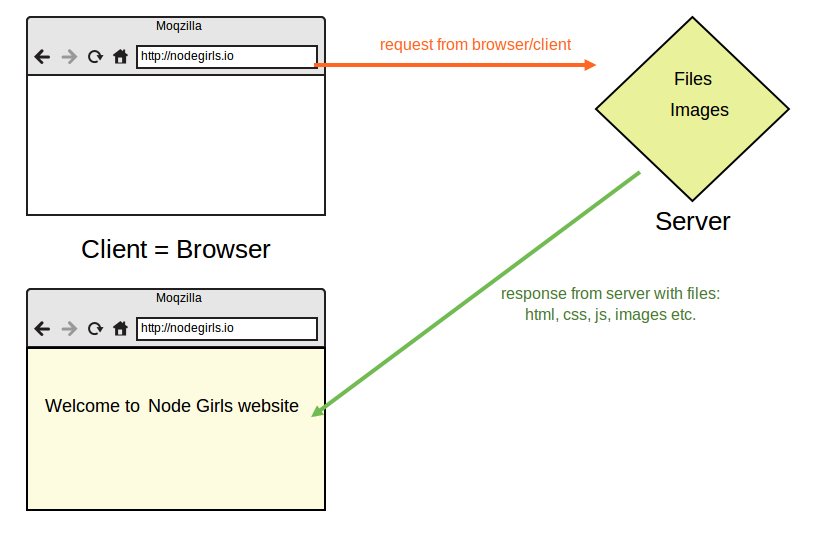 Moqzilla
http://nodegirls.io
request from browser/client
Files
Images
Server
Client = Browser
response from server with files:
html, css, js, images etc.
Moqzilla
http://nodegirls.io
Welcome to Node Girls website